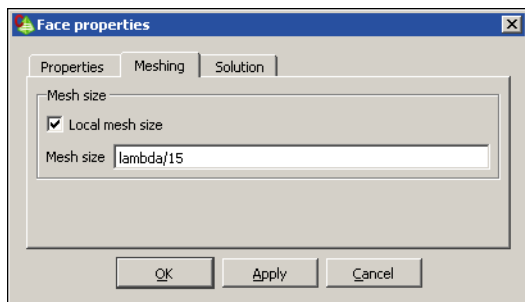 Face properties
Properties Meshing Solution
Mesh size
Local mesh size
Mesh size lambda/15
OK Apply Cancel